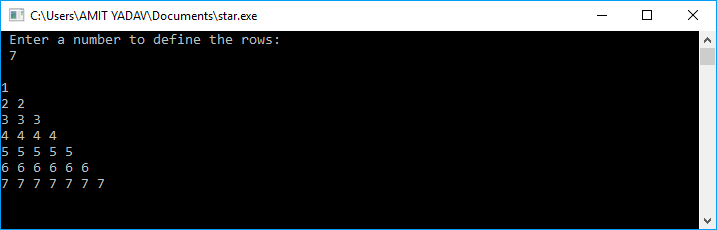 C:\Users\AMIT YADAV\Documents\star.exe
Enter a number to define the rows:
7
1
2 2
3 3 3
4 4 4 4
5 5 5 5 5
6 6 6 6 6 6
7 7 7 7 7 7 7